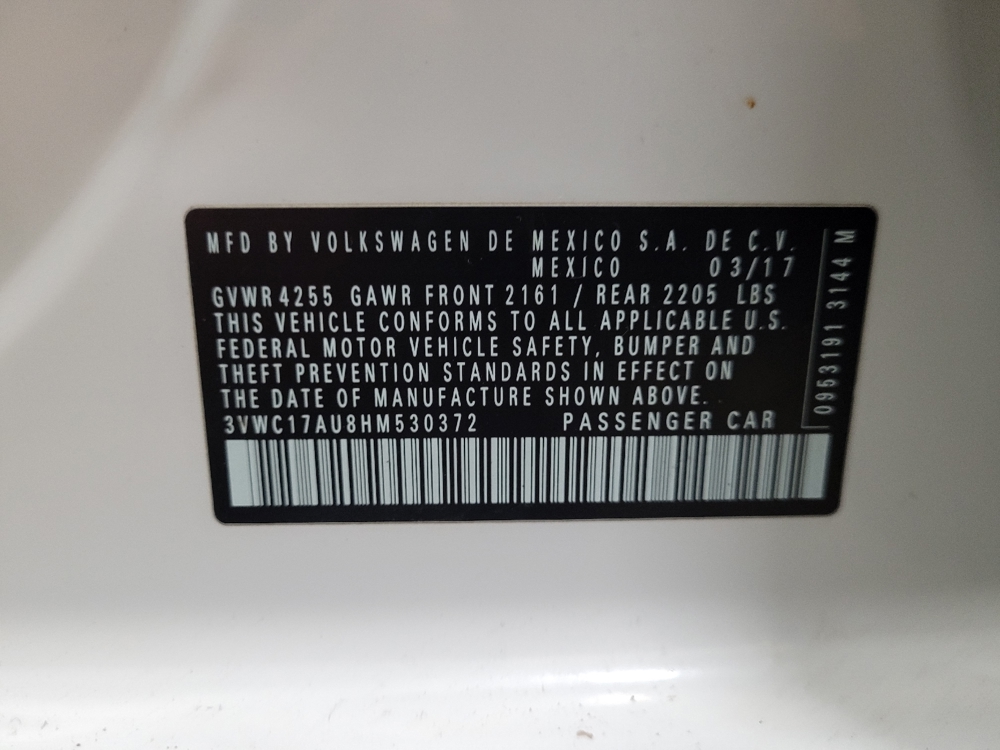 MFD BY VOLKSWAGEN DE MEXICO S.A. DE C.V.
MEXICO 03/17
GVWR 4255 GAWR FRONT 2161 / REAR 2205 LBS
THIS VEHICLE CONFORMS TO ALL APPLICABLE U.S.
FEDERAL MOTOR VEHICLE SAFETY, BUMPER AND
THEFT PREVENTION STANDARDS IN EFFECT ON
THE DATE OF MANUFACTURE SHOWN ABOVE.
3VWC17AU8HM530372 PASSENGER CAR
0953191 3144 M